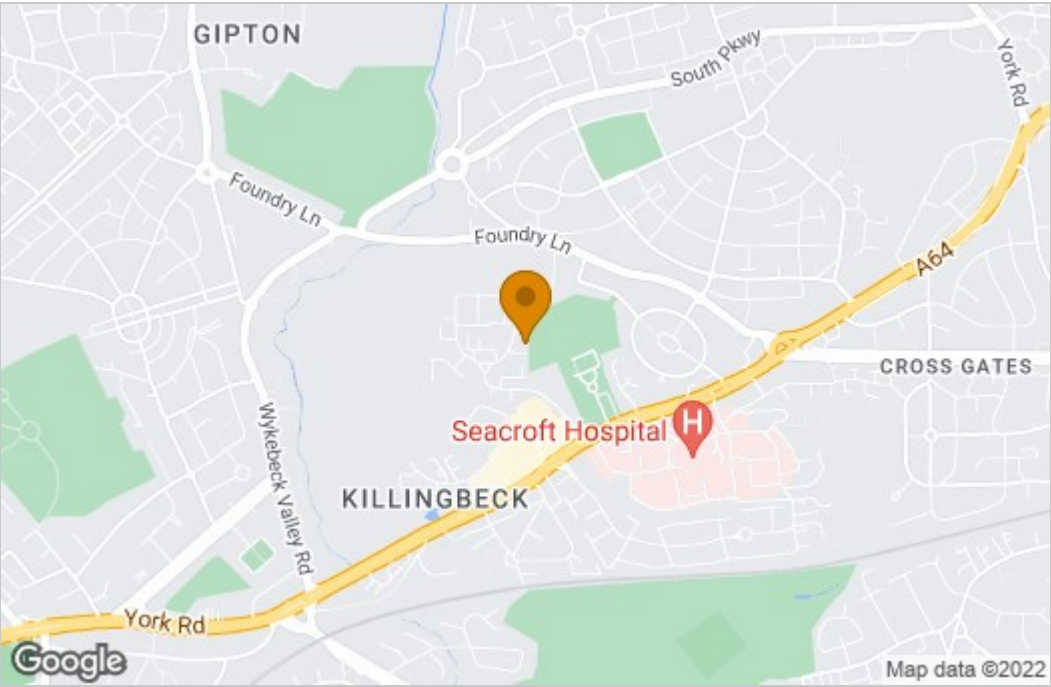 GIPTON
South Pkwy
York Rd
Foundry Ln
Foundry Ln
A64
CROSS GATES
Seacroft Hospital
H
Wykebeck Valley Rd
KILLINGBECK
York Rd
Google
Map data ©2022